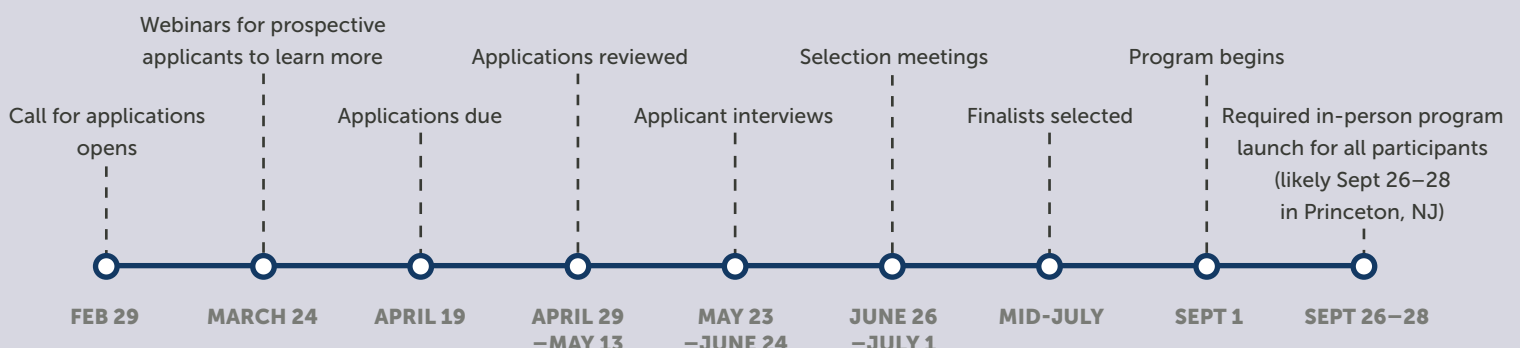 Webinars for prospective
applicants to learn more
Applications reviewed
Selection meetings
Program begins
Call for applications
opens
Applications due
Applicant interviews
Finalists selected
Required in-person program
launch for all participants
(likely Sept 26–28
in Princeton, NJ)
FEB 29
MARCH 24
APRIL 19
APRIL 29
–MAY 13
MAY 23
–JUNE 24
JUNE 26
–JULY 1
MID-JULY
SEPT 1
SEPT 26–28